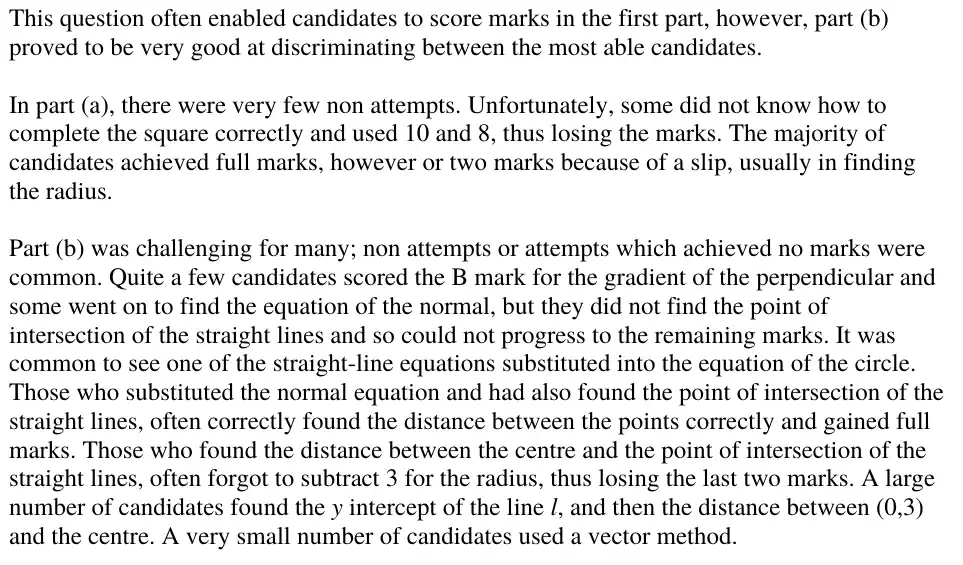 This question often enabled candidates to score marks in the first part, however, part (b)
proved to be very good at discriminating between the most able candidates.
In part (a), there were very few non attempts. Unfortunately, some did not know how to
complete the square correctly and used 10 and 8, thus losing the marks. The majority of
candidates achieved full marks, however or two marks because of a slip, usually in finding
the radius.
Part (b) was challenging for many; non attempts or attempts which achieved no marks were
common. Quite a few candidates scored the B mark for the gradient of the perpendicular and
some went on to find the equation of the normal, but they did not find the point of
intersection of the straight lines and so could not progress to the remaining marks. It was
common to see one of the straight-line equations substituted into the equation of the circle.
Those who substituted the normal equation and had also found the point of intersection of the
straight lines, often correctly found the distance between the points correctly and gained full
marks. Those who found the distance between the centre and the point of intersection of the
straight lines, often forgot to subtract 3 for the radius, thus losing the last two marks. A large
number of candidates found the y intercept of the line l, and then the distance between (0,3)
and the centre. A very small number of candidates used a vector method.